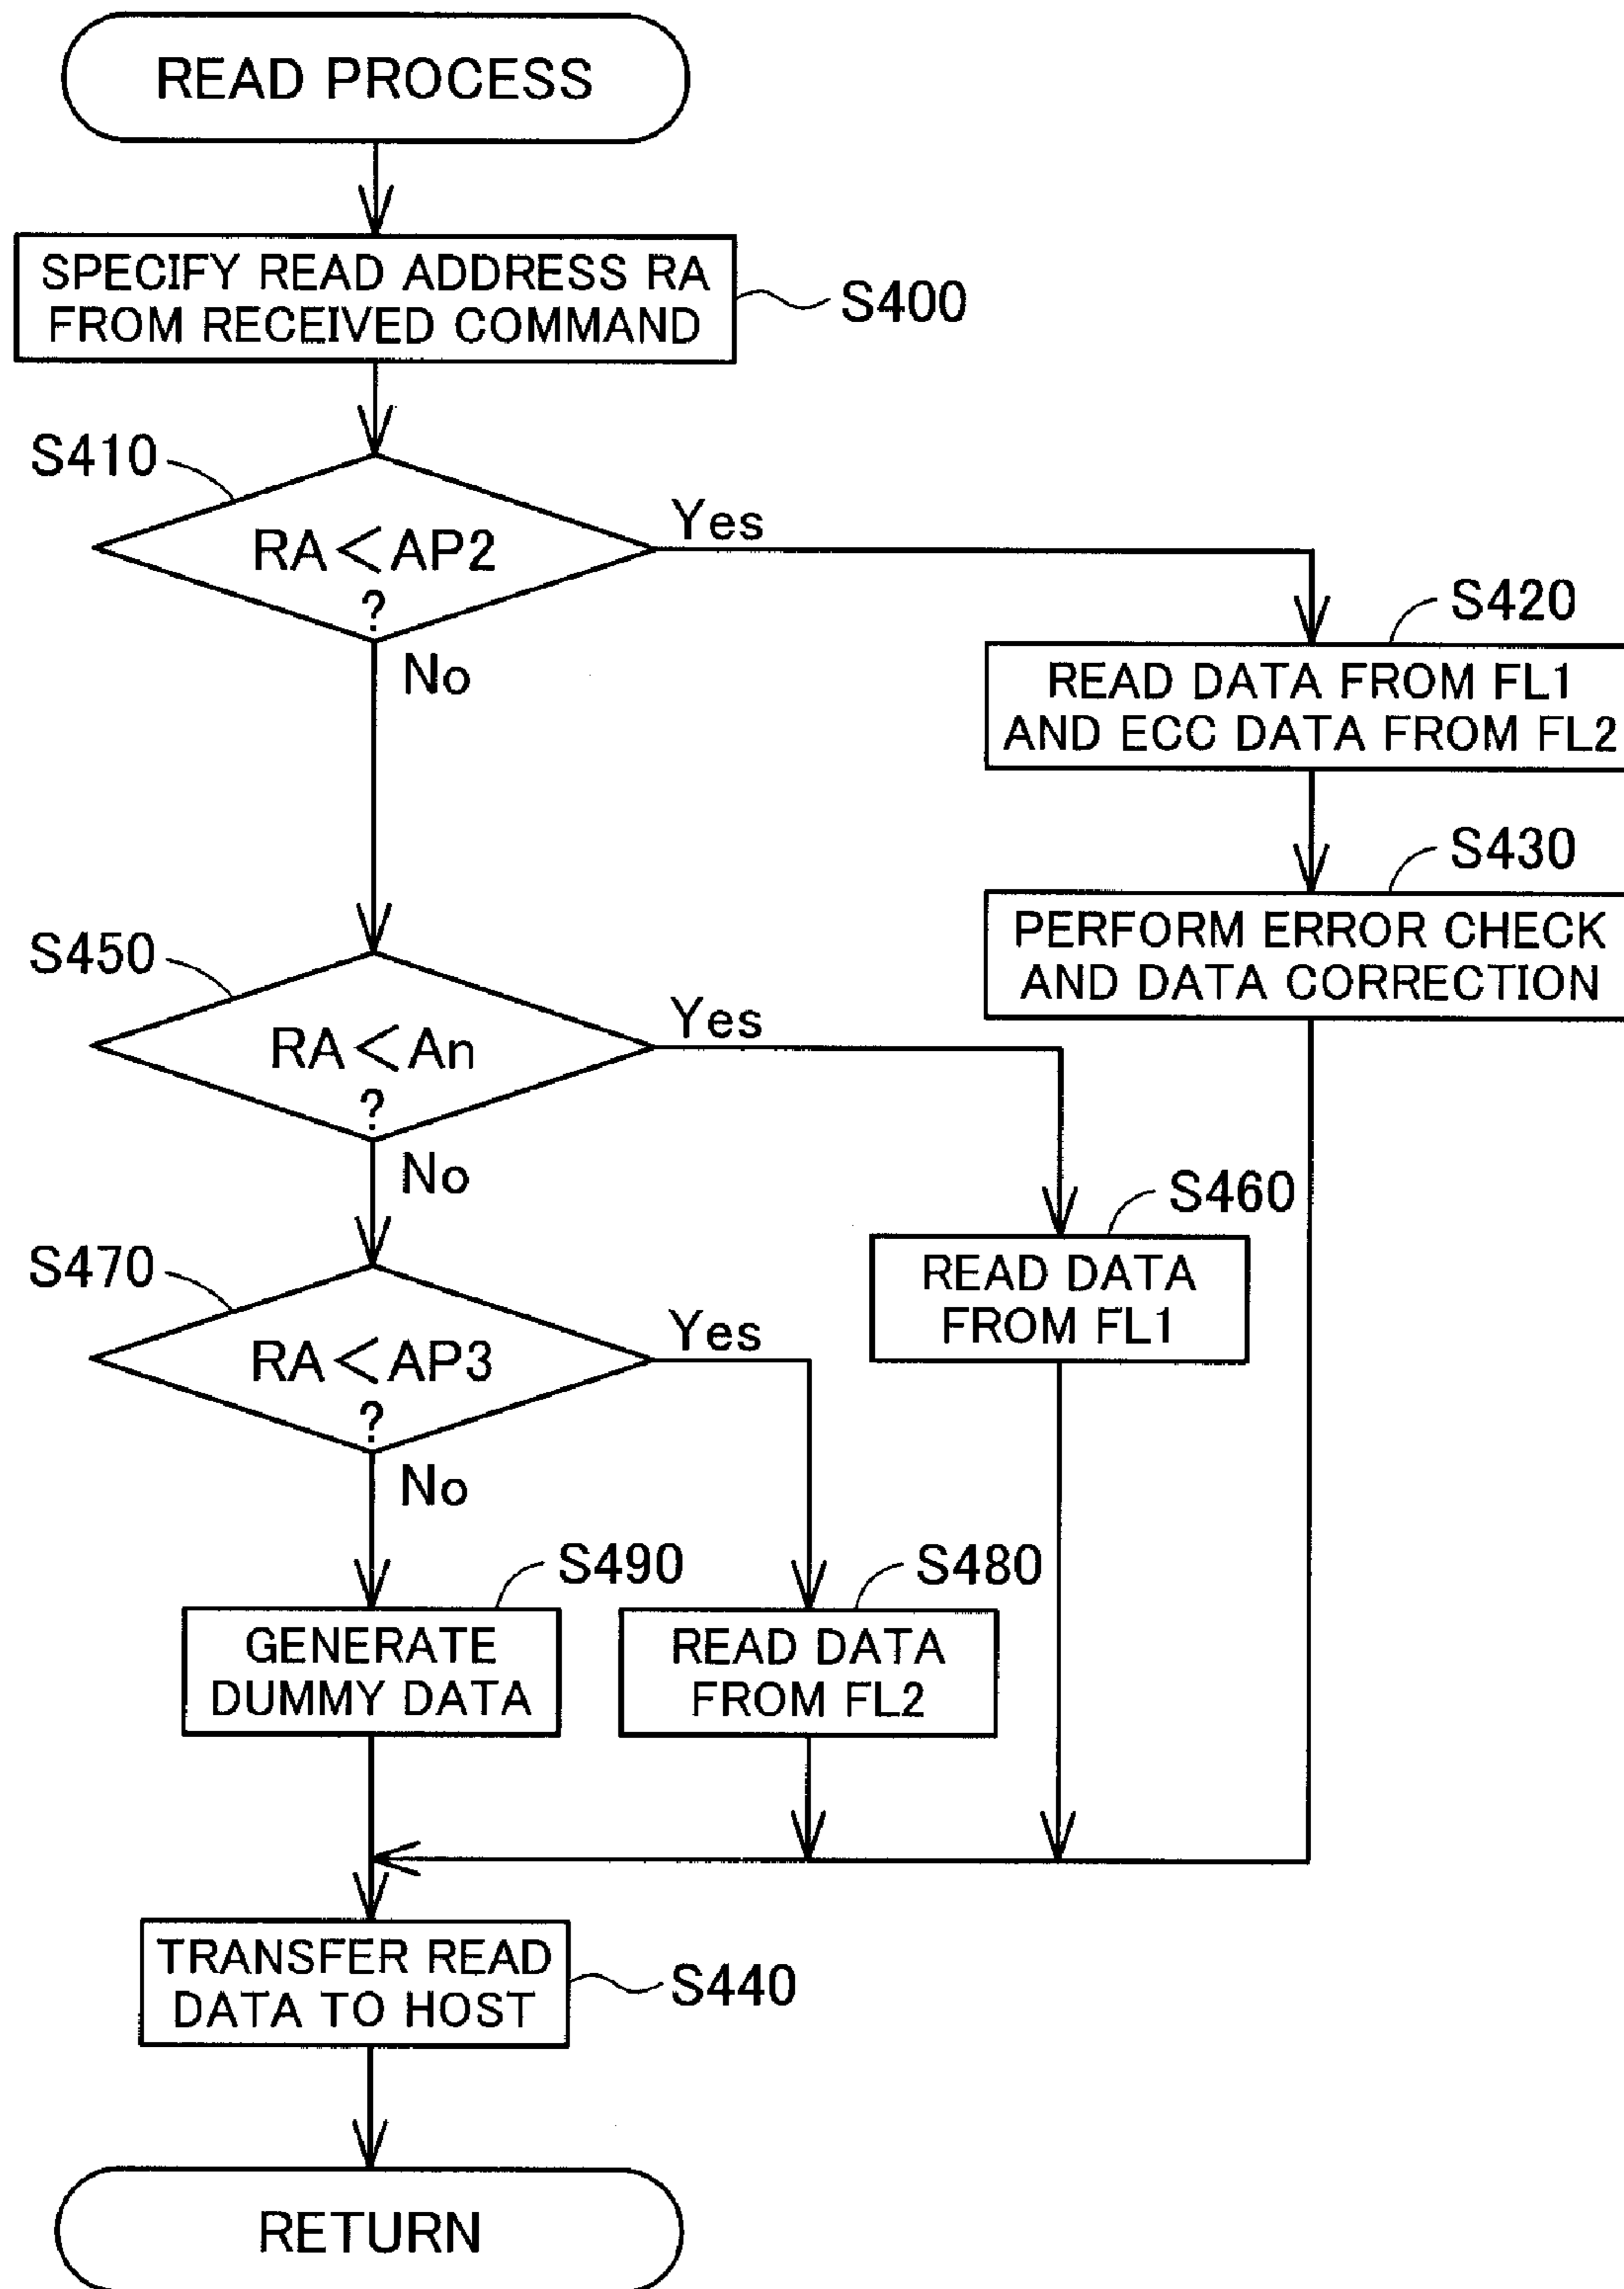 READ PROCESS
SPECIFY READ ADDRESS RA
FROM RECEIVED COMMAND
S400
S410
RA<AP2
?
Yes
No
S420
READ DATA FROM FL1
AND ECC DATA FROM FL2
S430
PERFORM ERROR CHECK
AND DATA CORRECTION
S450
RA<An
?
Yes
No
S460
READ DATA
FROM FL1
S470
RA<AP3
?
Yes
No
S490
GENERATE
DUMMY DATA
S480
READ DATA
FROM FL2
TRANSFER READ
DATA TO HOST
S440
RETURN